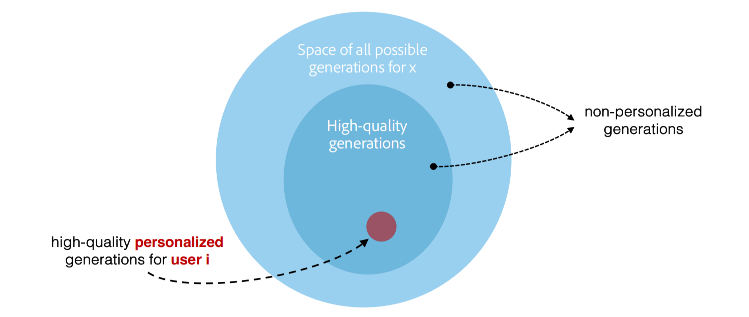 Space of all possible
generations for x
High-quality
generations
non-personalized
generations
high-quality personalized
generations for user i